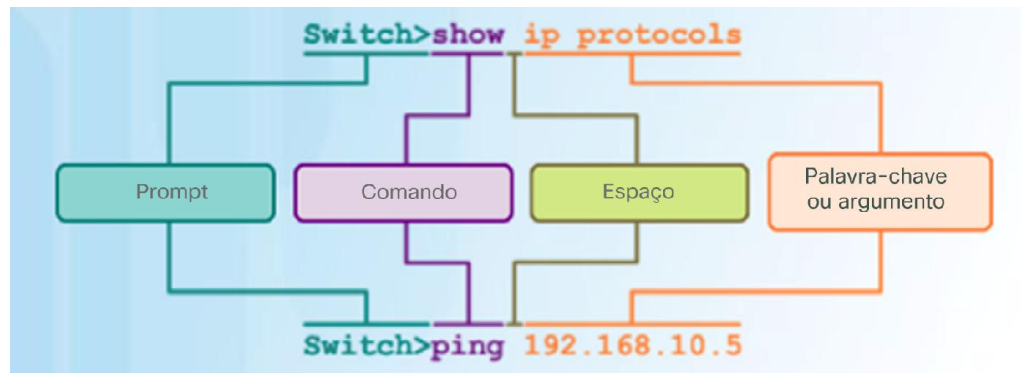 Switch>show ip protocols
Prompt
Comando
Espaço
Palavra-chave
ou argumento
Switch>ping 192.168.10.5